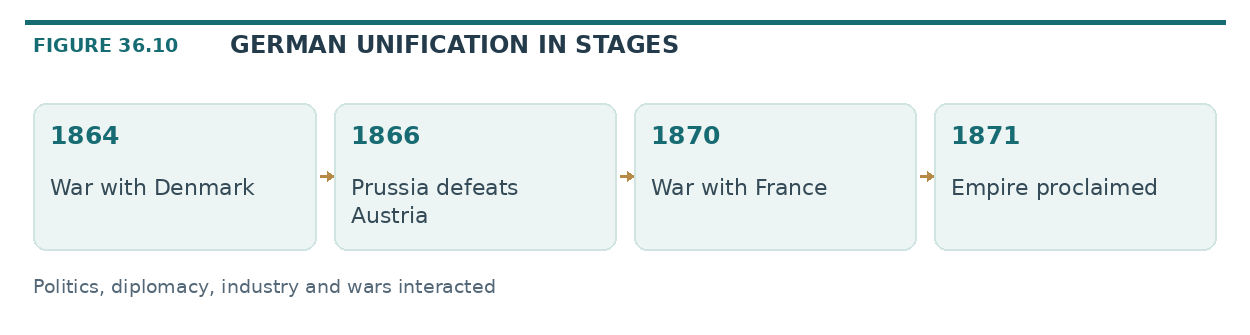 FIGURE 36.10 GERMAN UNIFICATION IN STAGES
1864
War with Denmark
1866
Prussia defeats
Austria
1870
War with France
1871
Empire proclaimed
Politics, diplomacy, industry and wars interacted